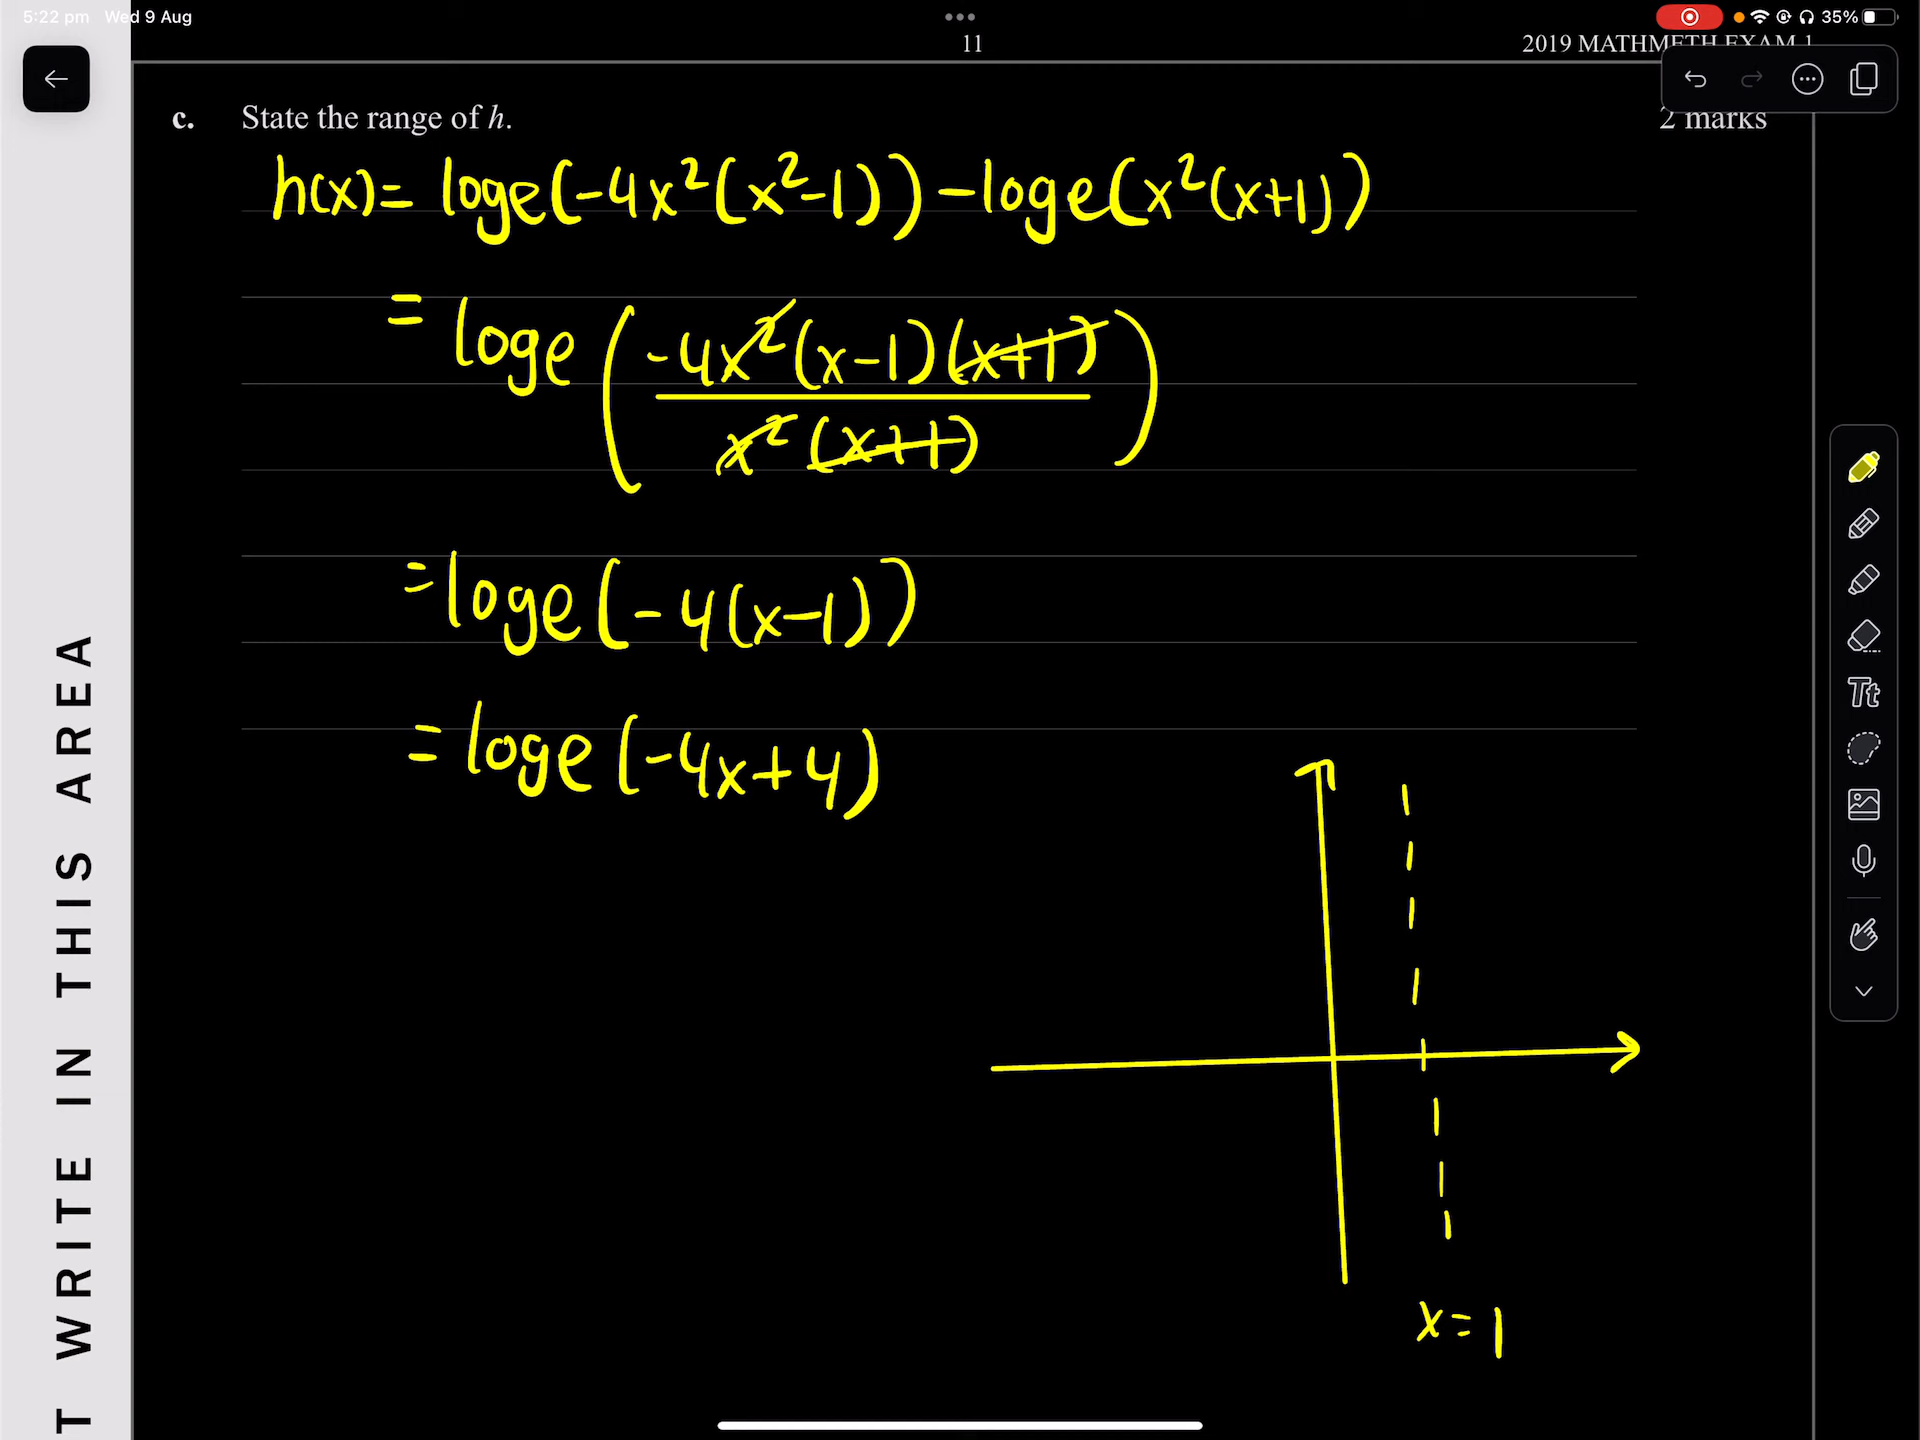 5:22 pm Wed 9 Aug
35%
11
2019 MATHMETH EXAM 1
c. State the range of h.
2 marks
h(x)= loge(-4x²(x²-1)) -loge(x²(x+1))
= loge (-4x²(x-1)(x+1)
x²(x+1))
=loge(-4(x-1))
= loge(-4x+4)
x=1
T WRITE IN THIS AREA
Tt